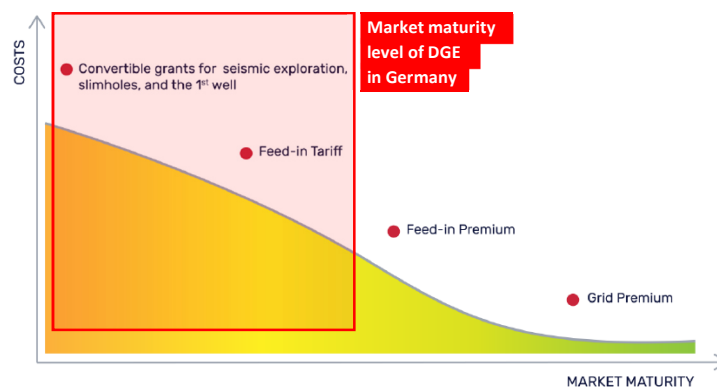 Market maturity
level of DGE
in Germany
COSTS
Convertible grants for seismic exploration,
slimholes, and the 1st well
Feed-in Tariff
Feed-in Premium
Grid Premium
MARKET MATURITY